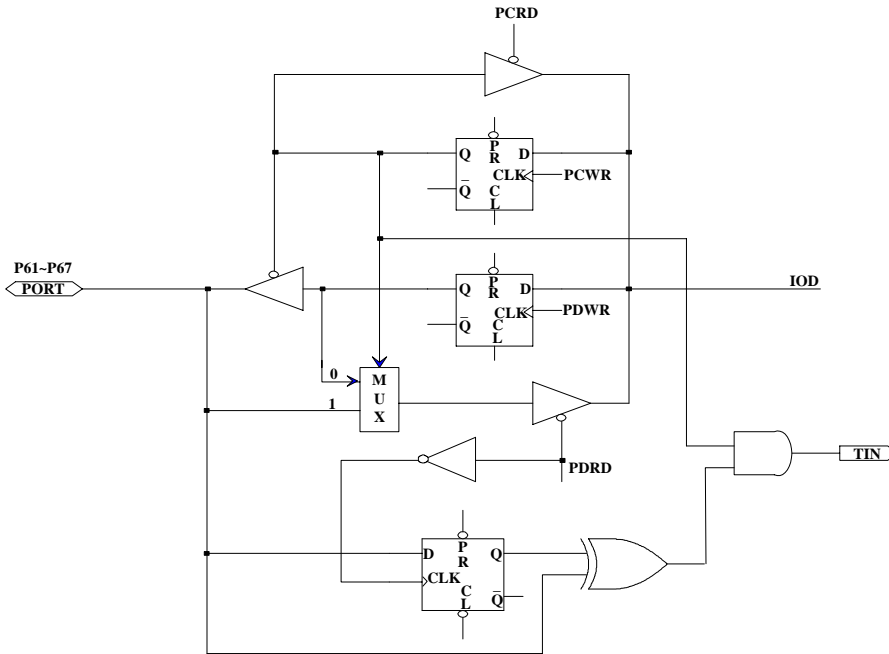 PCRD
Q P R D
CLK PCWR
Q̅ C L
P61~P67
PORT
Q P R D IOD
CLK PDWR
Q̅ C L
0 M U X
1
PDRD
TIN
D P R Q
CLK
C L Q̅